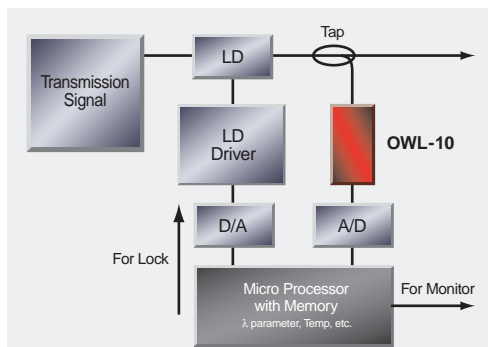 Tap
LD
Transmission
Signal
LD
Driver
OWL-10
D/A
A/D
For Lock
Micro Processor
with Memory
λ parameter, Temp, etc.
For Monitor